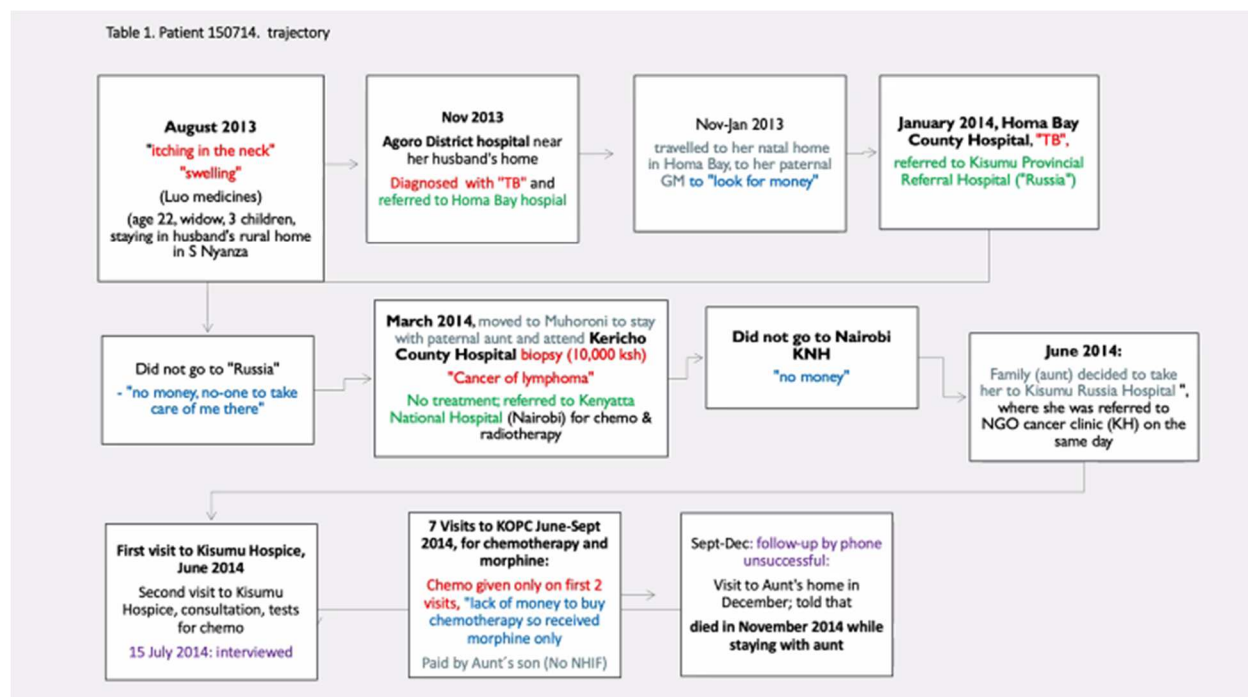 Table 1. Patient 150714. trajectory
August 2013
"itching in the neck"
"swelling"
(Luo medicines)
(age 22, widow, 3 children,
staying in husband's rural home
in S Nyanza
Nov 2013
Agoro District hospital near
her husband's home
Diagnosed with "TB" and
referred to Homa Bay hospial
Nov-Jan 2013
travelled to her natal home
in Homa Bay, to her paternal
GM to "look for money"
January 2014, Homa Bay
County Hospital, "TB",
referred to Kisumu Provincial
Referral Hospital ("Russia")
Did not go to "Russia"
- "no money, no-one to take
care of me there"
March 2014, moved to Muhoroni to stay
with paternal aunt and attend Kericho
County Hospital biopsy (10,000 ksh)
"Cancer of lymphoma"
No treatment; referred to Kenyatta
National Hospital (Nairobi) for chemo &
radiotherapy
Did not go to Nairobi
KNH
"no money"
June 2014:
Family (aunt) decided to take
her to Kisumu Russia Hospital ",
where she was referred to
NGO cancer clinic (KH) on the
same day
First visit to Kisumu Hospice,
June 2014
Second visit to Kisumu
Hospice, consultation, tests
for chemo
15 July 2014: interviewed
7 Visits to KOPC June-Sept
2014, for chemotherapy and
morphine:
Chemo given only on first 2
visits, "lack of money to buy
chemotherapy so received
morphine only
Paid by Aunt´s son (No NHIF)
Sept-Dec: follow-up by phone
unsuccessful:
Visit to Aunt's home in
December; told that
died in November 2014 while
staying with aunt